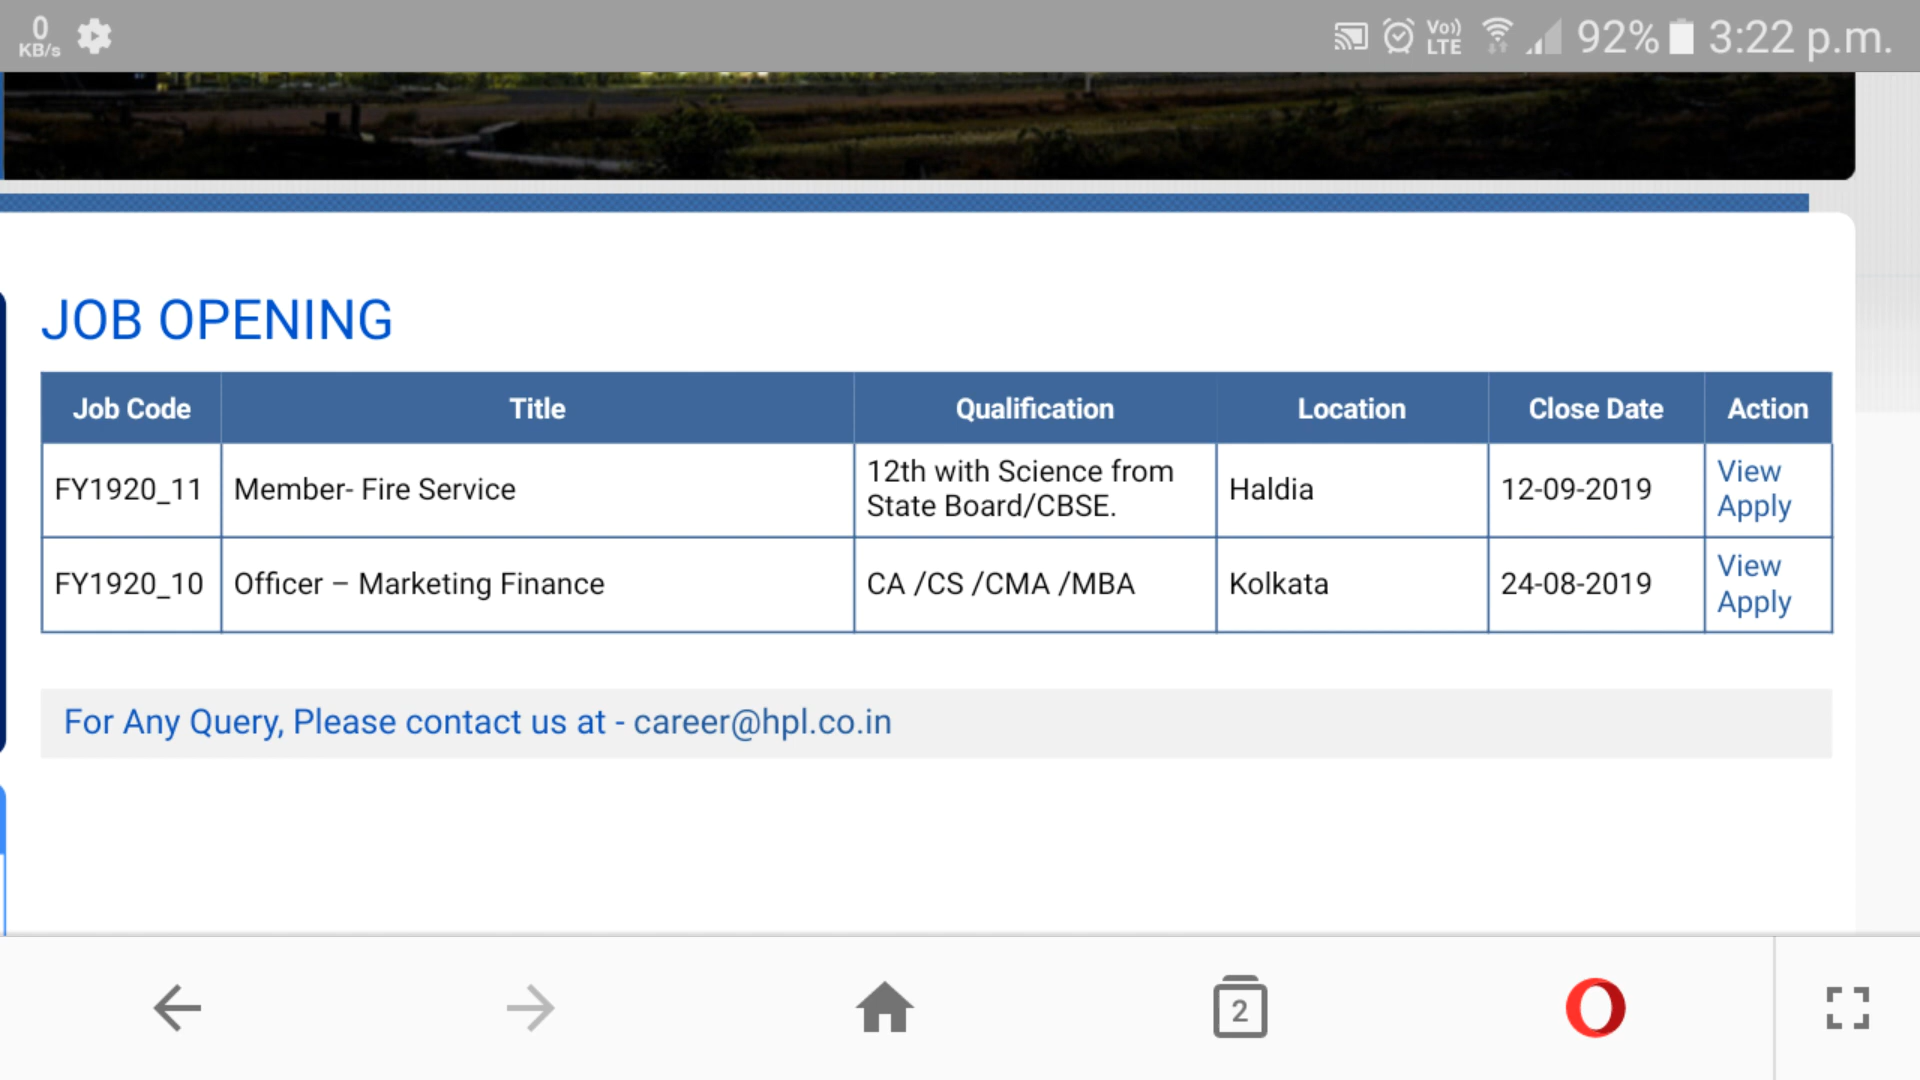 0
KB/s
Vo))
LTE
92%
3:22 p.m.
JOB OPENING
Job Code Title Qualification Location Close Date Action
FY1920_11 Member- Fire Service 12th with Science from State Board/CBSE. Haldia 12-09-2019 View Apply
FY1920_10 Officer – Marketing Finance CA /CS /CMA /MBA Kolkata 24-08-2019 View Apply
For Any Query, Please contact us at - career@hpl.co.in
2